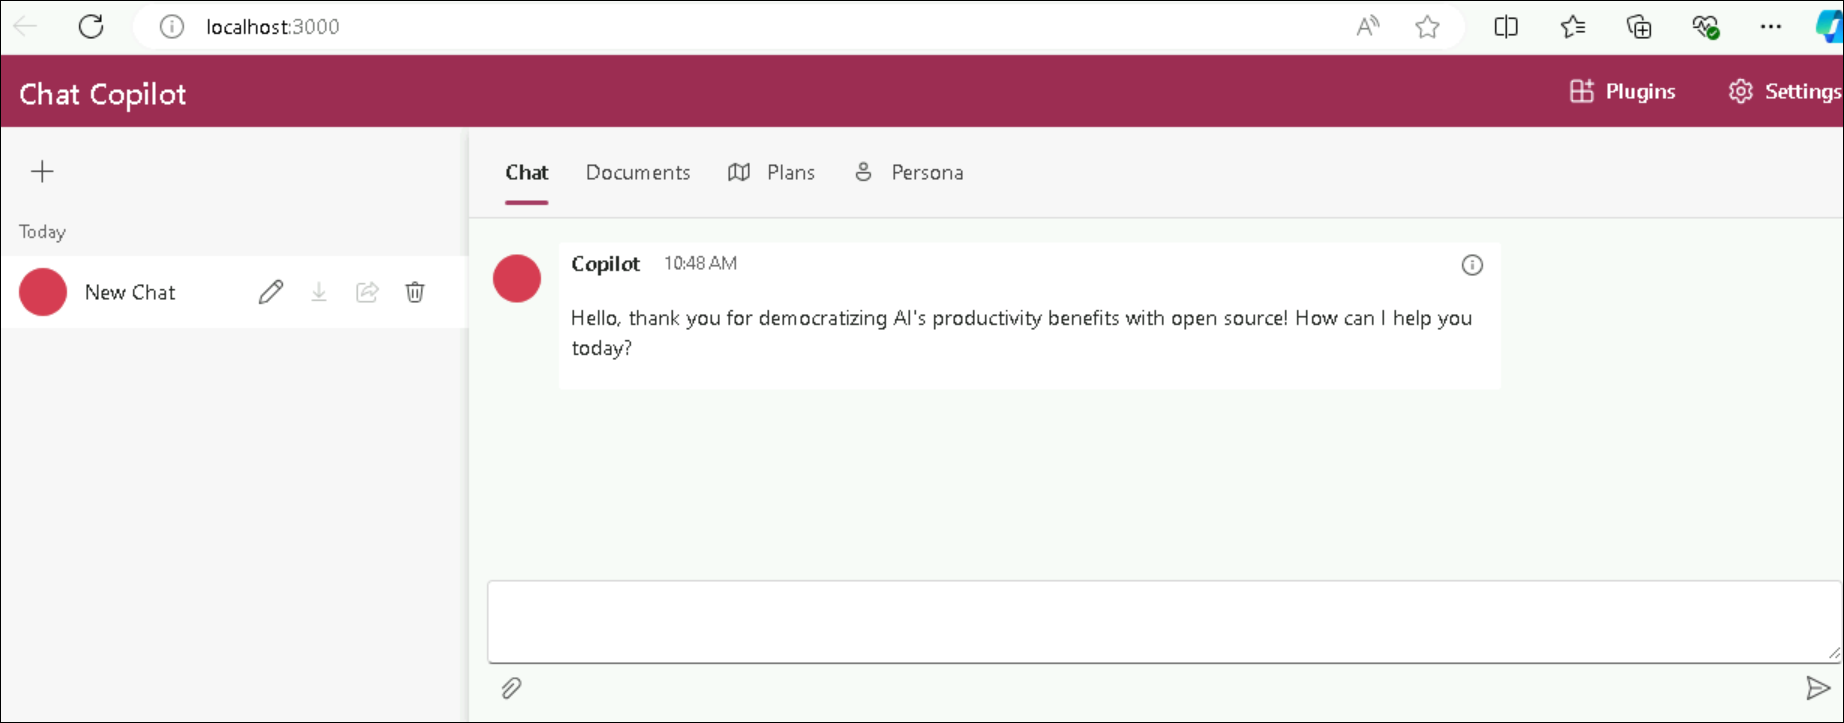 localhost:3000
Chat Copilot
Plugins
Settings
Today
New Chat
Chat
Documents
Plans
Persona
Copilot 10:48 AM
Hello, thank you for democratizing AI's productivity benefits with open source! How can I help you
today?